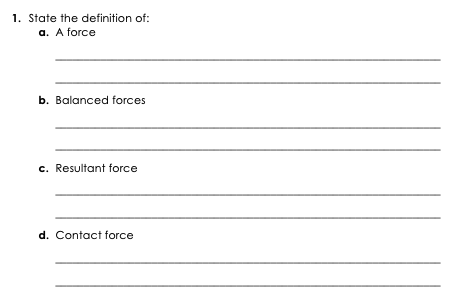 1. State the definition of:
a. A force
b. Balanced forces
c. Resultant force
d. Contact force